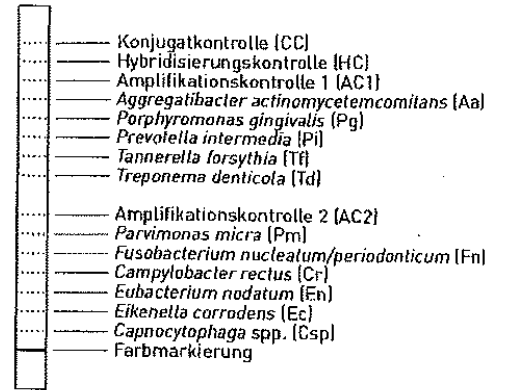 Konjugatkontrolle (CC)
Hybridisierungskontrolle (HC)
Amplifikationskontrolle 1 (AC1)
Aggregatibacter actinomycetemcomitans (Aa)
Porphyromonas gingivalis (Pg)
Prevotella intermedia (Pi)
Tannerella forsythia (Tf)
Treponema denticola (Td)
Amplifikationskontrolle 2 (AC2)
Parvimonas micra (Pm)
Fusobacterium nucleatum/periodonticum (Fn)
Campylobacter rectus (Cr)
Eubacterium nodatum (En)
Eikenella corrodens (Ec)
Capnocytophaga spp. (Csp)
Farbmarkierung